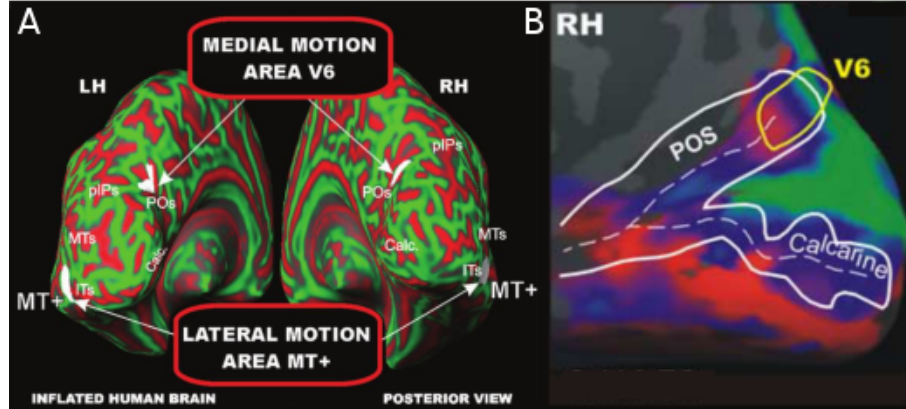 A
MEDIAL MOTION
AREA V6
LH
RH
pIPs
pIPs
POs
POs
MTs
MTs
Calc.
Calc.
ITs
ITs
MT+
MT+
LATERAL MOTION
AREA MT+
INFLATED HUMAN BRAIN
POSTERIOR VIEW
B
RH
V6
POS
Calcarine